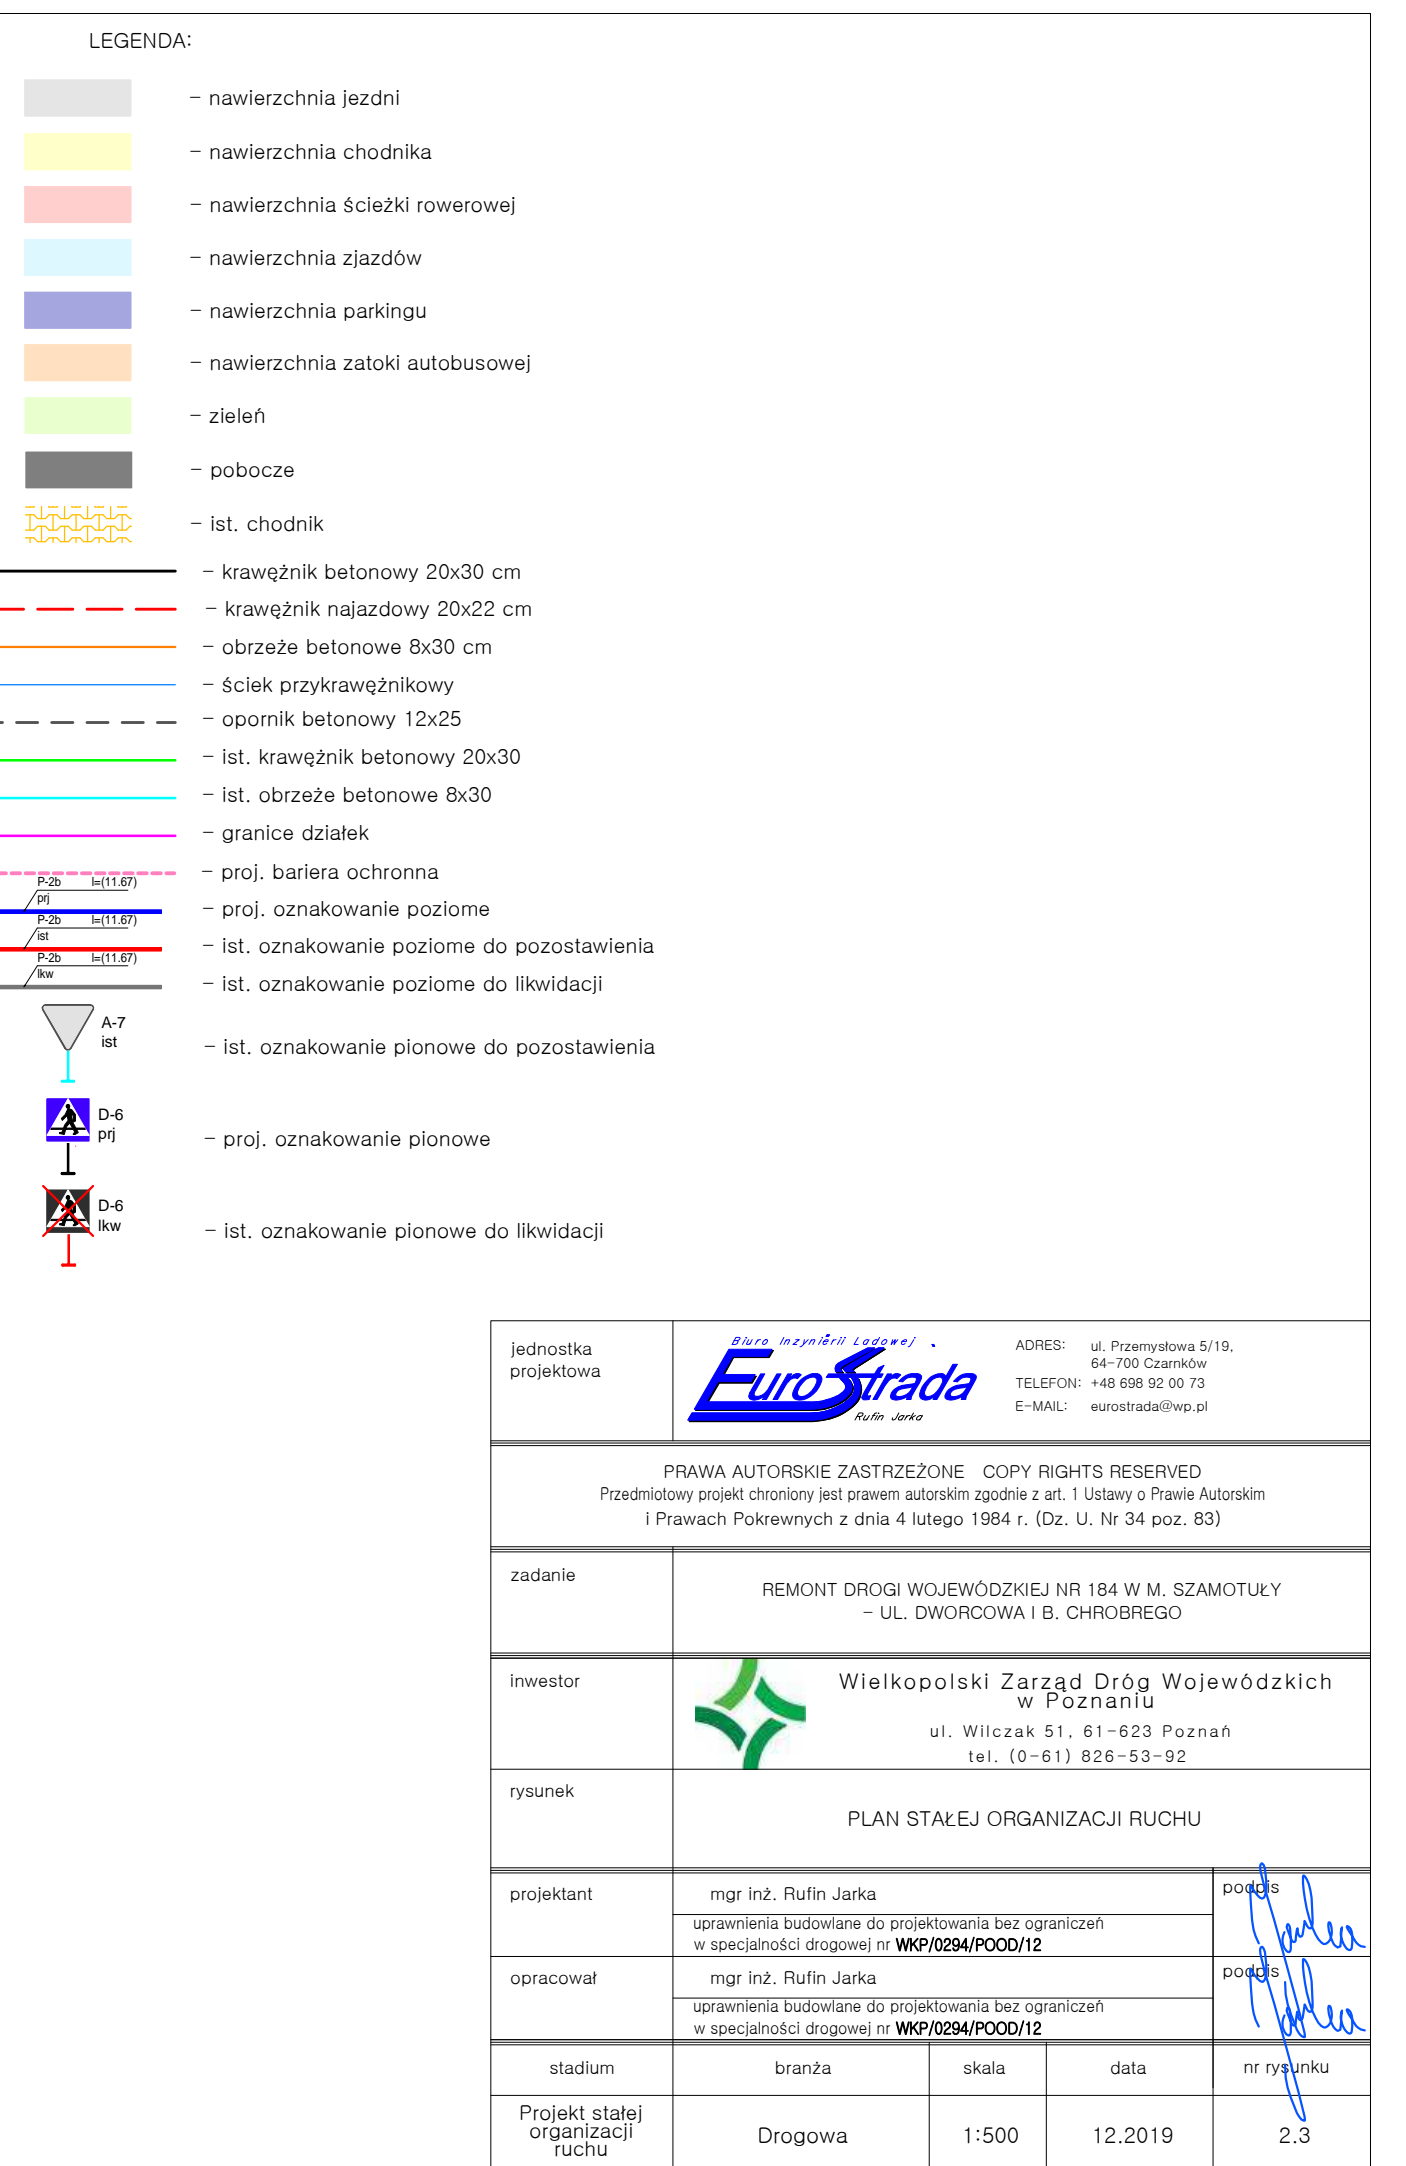 LEGENDA:
- nawierzchnia jezdni
- nawierzchnia chodnika
- nawierzchnia ścieżki rowerowej
- nawierzchnia zjazdów
- nawierzchnia parkingu
- nawierzchnia zatoki autobusowej
- zieleń
- pobocze
- ist. chodnik
- krawężnik betonowy 20x30 cm
- krawężnik najazdowy 20x22 cm
- obrzeże betonowe 8x30 cm
- ściek przykrawężnikowy
- opornik betonowy 12x25
- ist. krawężnik betonowy 20x30
- ist. obrzeże betonowe 8x30
- granice działek
- proj. bariera ochronna
P-2b l=(11.67)
prj
- proj. oznakowanie poziome
P-2b l=(11.67)
ist
- ist. oznakowanie poziome do pozostawienia
P-2b l=(11.67)
lkw
- ist. oznakowanie poziome do likwidacji
A-7
ist
- ist. oznakowanie pionowe do pozostawienia
D-6
prj
- proj. oznakowanie pionowe
D-6
lkw
- ist. oznakowanie pionowe do likwidacji
jednostka
projektowa
Biuro Inzynierii Ladowej
EuroStrada
Rufin Jarka
ADRES: ul. Przemysłowa 5/19,
64-700 Czarnków
TELEFON: +48 698 92 00 73
E-MAIL: eurostrada@wp.pl
PRAWA AUTORSKIE ZASTRZEŻONE COPY RIGHTS RESERVED
Przedmiotowy projekt chroniony jest prawem autorskim zgodnie z art. 1 Ustawy o Prawie Autorskim
i Prawach Pokrewnych z dnia 4 lutego 1984 r. (Dz. U. Nr 34 poz. 83)
zadanie
REMONT DROGI WOJEWÓDZKIEJ NR 184 W M. SZAMOTUŁY
- UL. DWORCOWA I B. CHROBREGO
inwestor
Wielkopolski Zarząd Dróg Wojewódzkich
w Poznaniu
ul. Wilczak 51, 61-623 Poznań
tel. (0-61) 826-53-92
rysunek
PLAN STAŁEJ ORGANIZACJI RUCHU
projektant
mgr inż. Rufin Jarka
podpis
uprawnienia budowlane do projektowania bez ograniczeń
w specjalności drogowej nr WKP/0294/POOD/12
opracował
mgr inż. Rufin Jarka
podpis
uprawnienia budowlane do projektowania bez ograniczeń
w specjalności drogowej nr WKP/0294/POOD/12
stadium branża skala data nr rysunku
Projekt stałej
organizacji
ruchu
Drogowa 1:500 12.2019 2.3